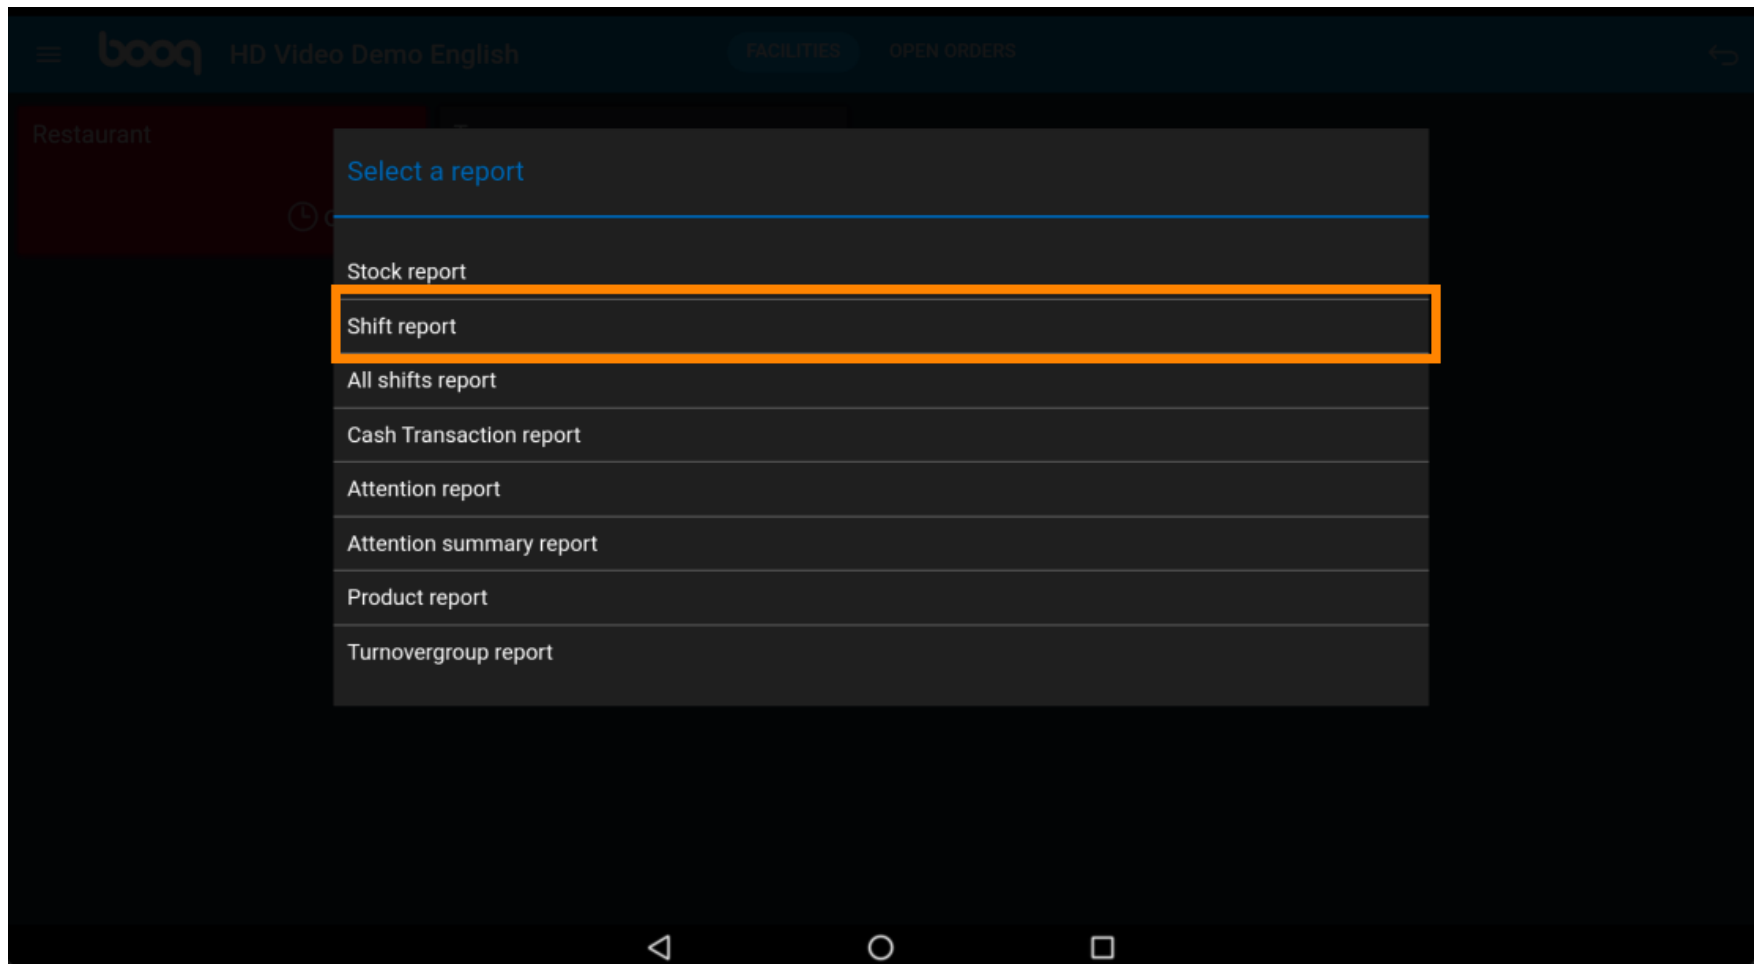 booq HD Video Demo English FACILITIES OPEN ORDERS
Restaurant
Select a report
Stock report
Shift report
All shifts report
Cash Transaction report
Attention report
Attention summary report
Product report
Turnovergroup report